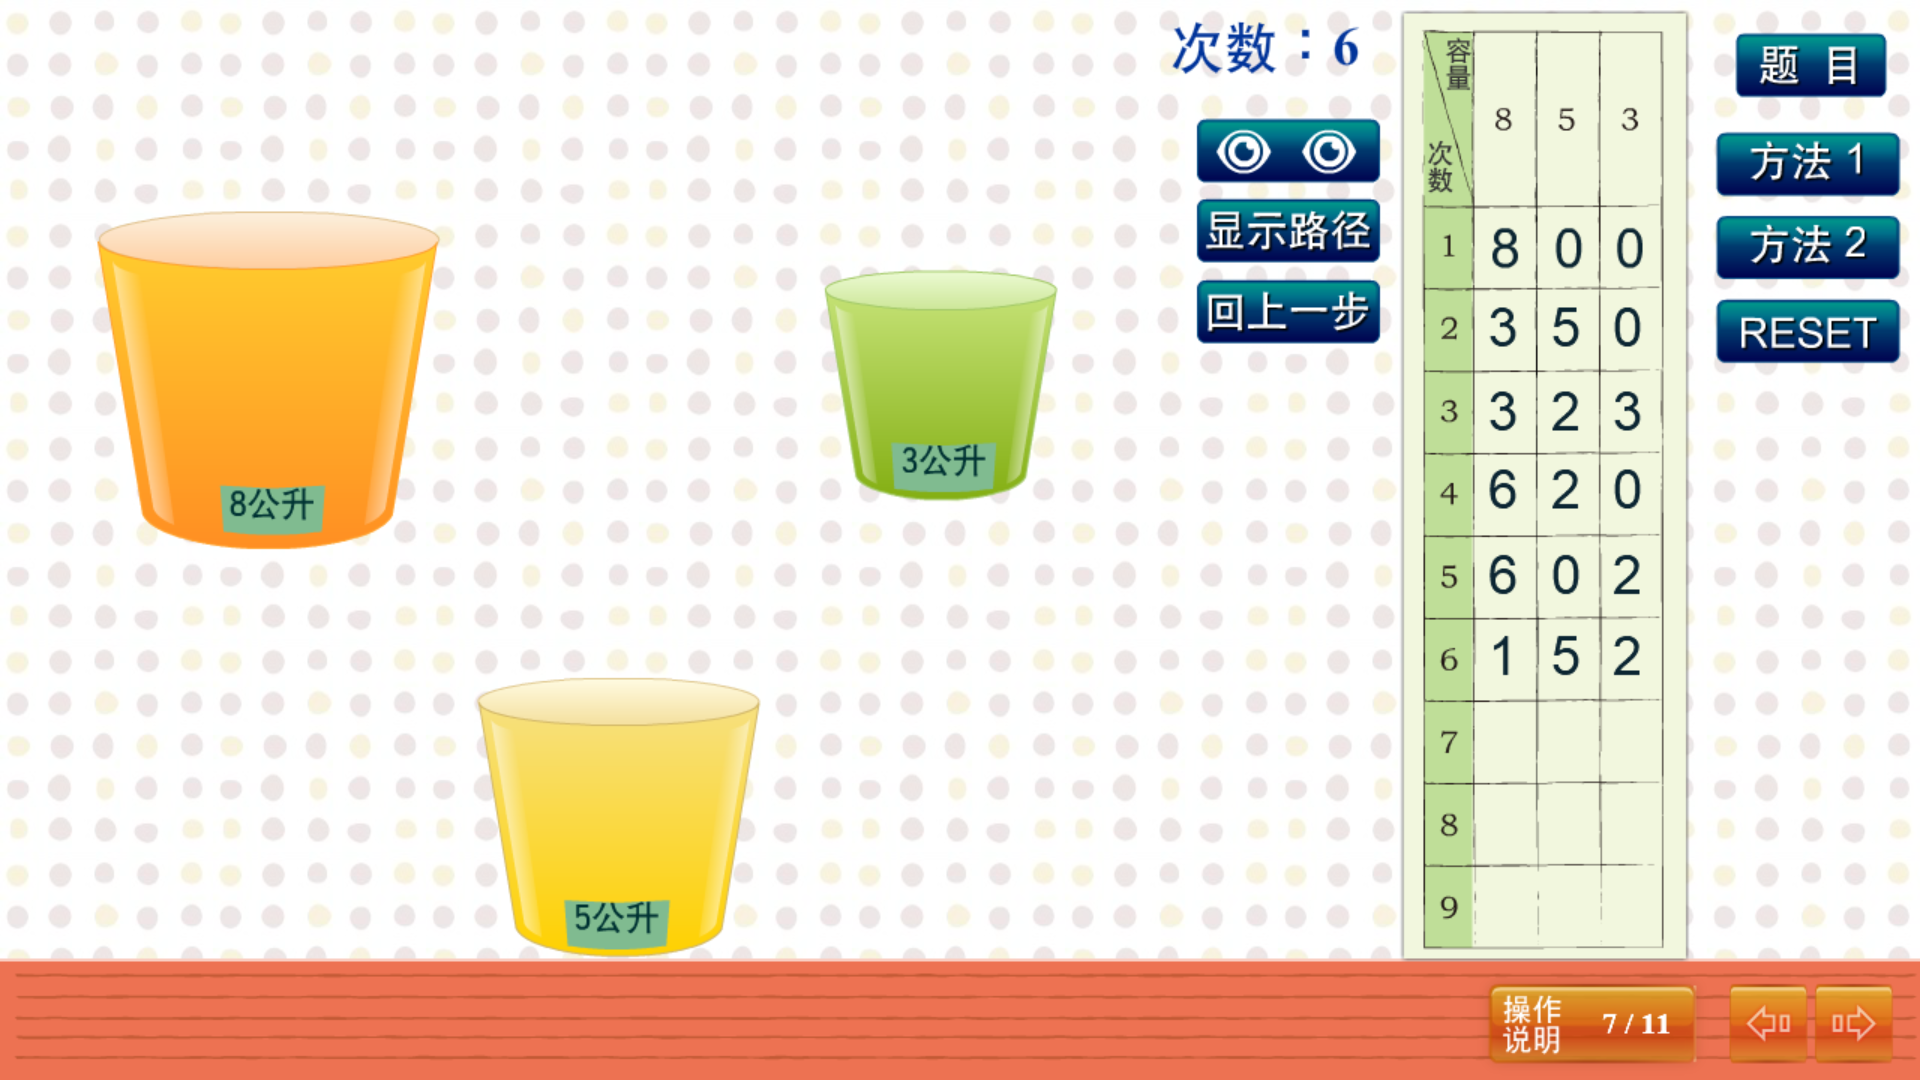 次数：6
显示路径
回上一步
8公升
3公升
5公升
容量
次数
8 5 3
1 8 0 0
2 3 5 0
3 3 2 3
4 6 2 0
5 6 0 2
6 1 5 2
7
8
9
题 目
方法 1
方法 2
RESET
操作
说明
7 / 11